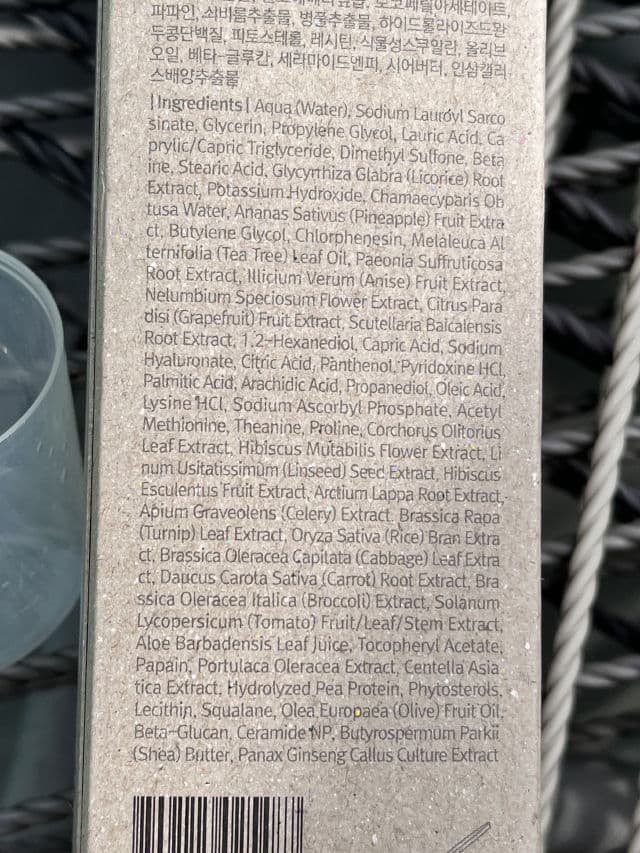 파파인, 쇠비름추출물, 병풀추출물, 하이드롤라이즈드완
두콩단백질, 피토스테롤, 레시틴, 식물성스쿠알린, 올리브
오일, 베타-글루칸, 세라마이드엔피, 시어버터, 인삼캘러
스배양추출물
| Ingredients | Aqua (Water), Sodium Lauroyl Sarco
sinate, Glycerin, Propylene Glycol, Lauric Acid, Ca
prylic/Capric Triglyceride, Dimethyl Sulfone, Beta
ine, Stearic Acid, Glycyrrhiza Glabra (Licorice) Root
Extract, Potassium Hydroxide, Chamaecyparis Ob
tusa Water, Ananas Sativus (Pineapple) Fruit Extra
ct, Butylene Glycol, Chlorphenesin, Melaleuca Al
ternifolia (Tea Tree) Leaf Oil, Paeonia Suffruticosa
Root Extract, Illicium Verum (Anise) Fruit Extract,
Nelumbium Speciosum Flower Extract, Citrus Para
disi (Grapefruit) Fruit Extract, Scutellaria Baicalensis
Root Extract, 1,2-Hexanediol, Capric Acid, Sodium
Hyaluronate, Citric Acid, Panthenol, Pyridoxine HCl,
Palmitic Acid, Arachidic Acid, Propanediol, Oleic Acid,
Lysine HCl, Sodium Ascorbyl Phosphate, Acetyl
Methionine, Theanine, Proline, Corchorus Olitorius
Leaf Extract, Hibiscus Mutabilis Flower Extract, Li
num Usitatissimum (Linseed) Seed Extract, Hibiscus
Esculentus Fruit Extract, Arctium Lappa Root Extract,
Apium Graveolens (Celery) Extract, Brassica Rapa
(Turnip) Leaf Extract, Oryza Sativa (Rice) Bran Extra
ct, Brassica Oleracea Capitata (Cabbage) Leaf Extra
ct, Daucus Carota Sativa (Carrot) Root Extract, Bra
ssica Oleracea Italica (Broccoli) Extract, Solanum
Lycopersicum (Tomato) Fruit/Leaf/Stem Extract,
Aloe Barbadensis Leaf Juice, Tocopheryl Acetate,
Papain, Portulaca Oleracea Extract, Centella Asia
tica Extract, Hydrolyzed Pea Protein, Phytosterols,
Lecithin, Squalane, Olea Europaea (Olive) Fruit Oil,
Beta-Glucan, Ceramide NP, Butyrospermum Parkii
(Shea) Butter, Panax Ginseng Callus Culture Extract